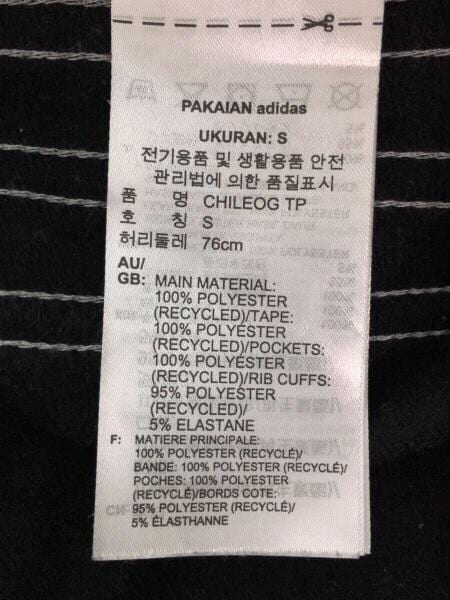 PAKAIAN adidas
UKURAN: S
전기용품 및 생활용품 안전
관리법에 의한 품질표시
품 명 CHILEOG TP
호 칭 S
허리둘레 76cm
AU/
GB: MAIN MATERIAL:
100% POLYESTER
(RECYCLED)/TAPE:
100% POLYESTER
(RECYCLED)/POCKETS:
100% POLYESTER
(RECYCLED)/RIB CUFFS:
95% POLYESTER
(RECYCLED)/
5% ELASTANE
F: MATIERE PRINCIPALE:
100% POLYESTER (RECYCLÉ)/
BANDE: 100% POLYESTER (RECYCLÉ)/
POCHES: 100% POLYESTER
(RECYCLÉ)/BORDS COTE:
95% POLYESTER (RECYCLÉ)/
5% ÉLASTHANNE